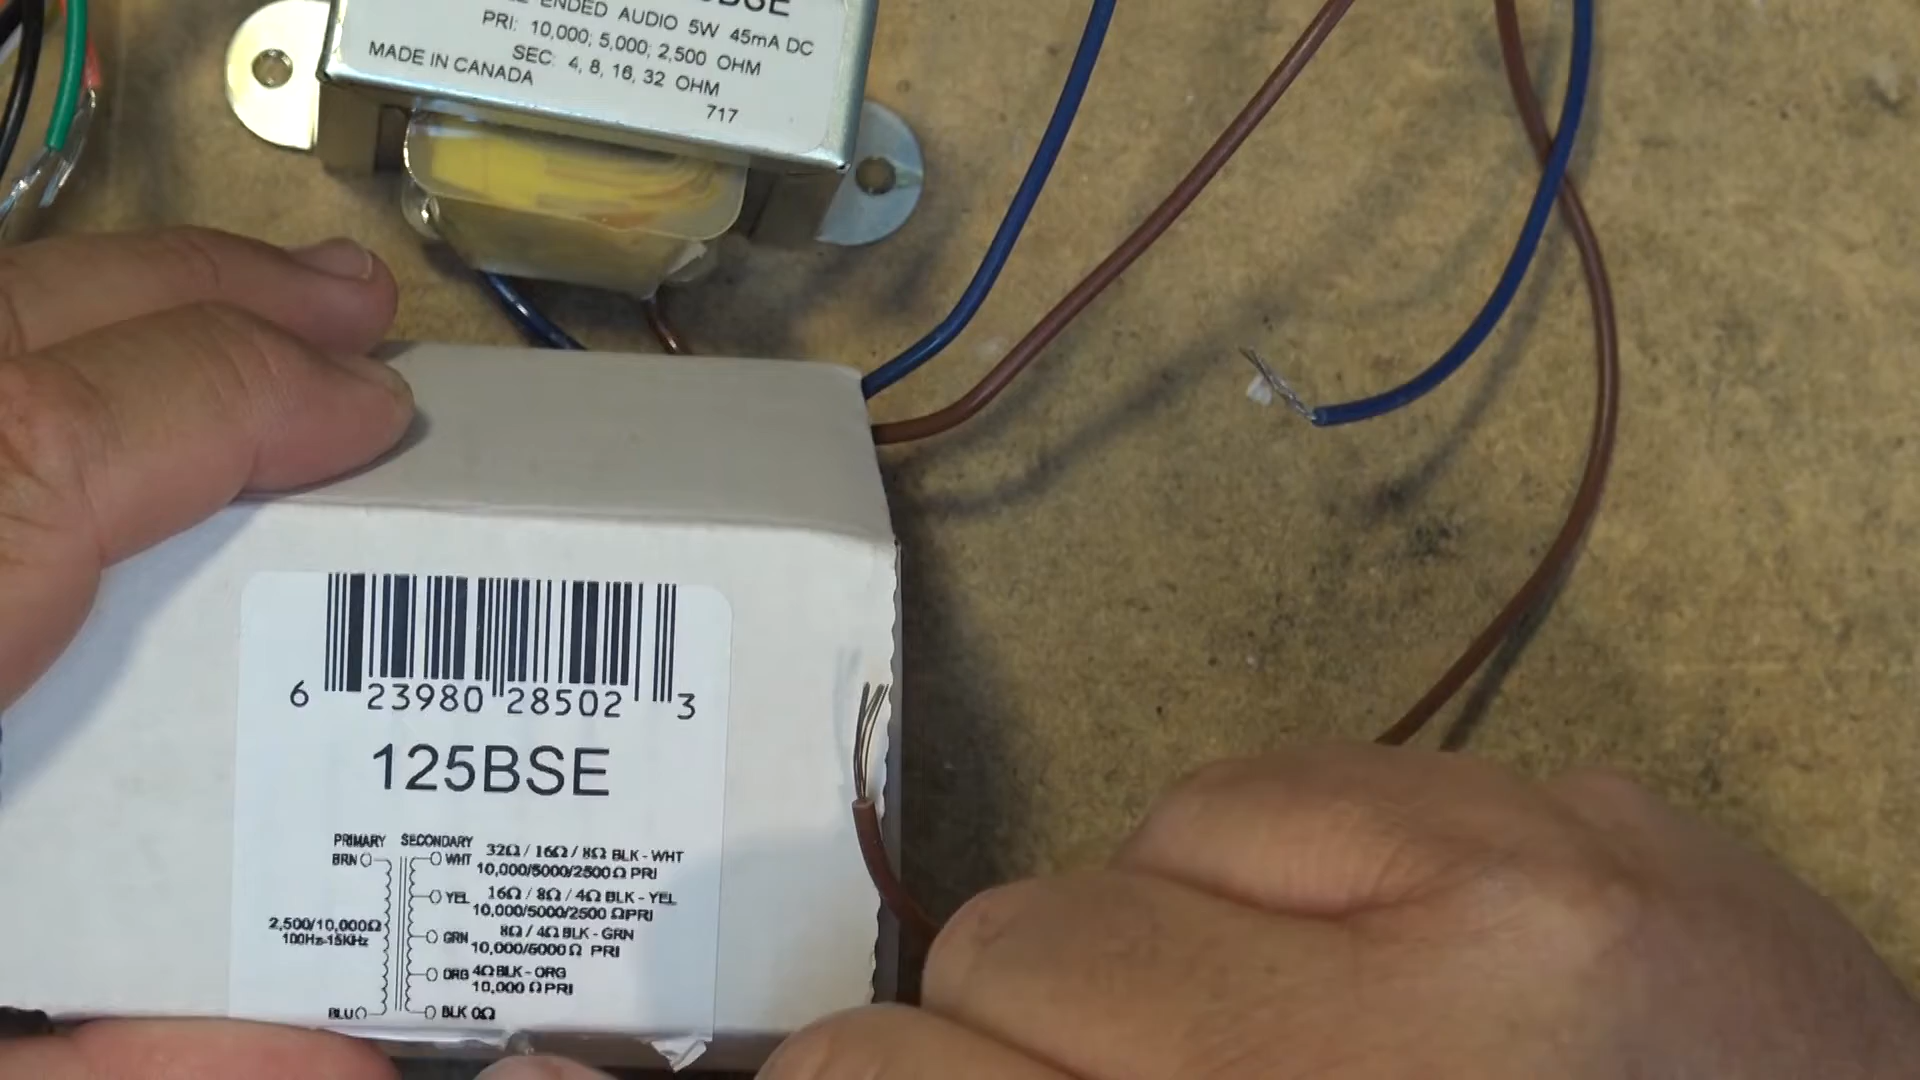 BSE
ENDED AUDIO 5W 45mA DC
PRI: 10,000; 5,000; 2,500 OHM
SEC: 4, 8, 16, 32 OHM
MADE IN CANADA
717
6 23980 28502 3
125BSE
PRIMARY SECONDARY
BRN WHT 32Ω / 16Ω / 8Ω BLK - WHT
10,000/5000/2500 Ω PRI
YEL 16Ω / 8Ω / 4Ω BLK - YEL
10,000/5000/2500 ΩPRI
2,500/10,000Ω
100Hz-15KHz
GRN 8Ω / 4Ω BLK - GRN
10,000/5000 Ω PRI
ORG 4Ω BLK - ORG
10,000 Ω PRI
BLU BLK 0Ω